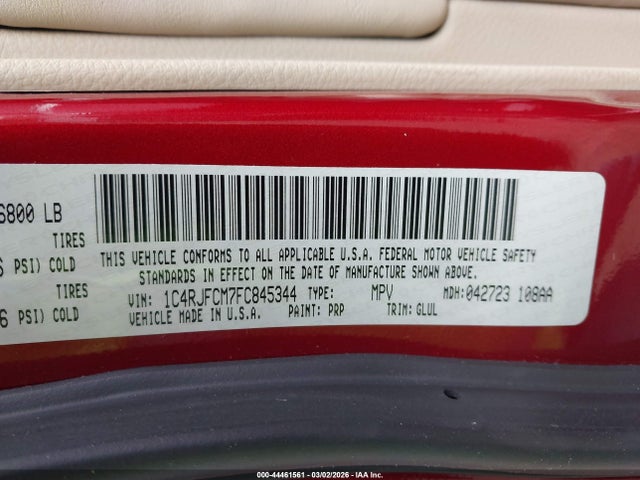 6800 LB
TIRES
PSI) COLD
TIRES
6 PSI) COLD
THIS VEHICLE CONFORMS TO ALL APPLICABLE U.S.A. FEDERAL MOTOR VEHICLE SAFETY
STANDARDS IN EFFECT ON THE DATE OF MANUFACTURE SHOWN ABOVE.
VIN: 1C4RJFCM7FC845344 TYPE: MPV MDH:042723 108AA
VEHICLE MADE IN U.S.A. PAINT: PRP TRIM: GLUL
000-44461561 | 03/02/2026 | IAA Inc.